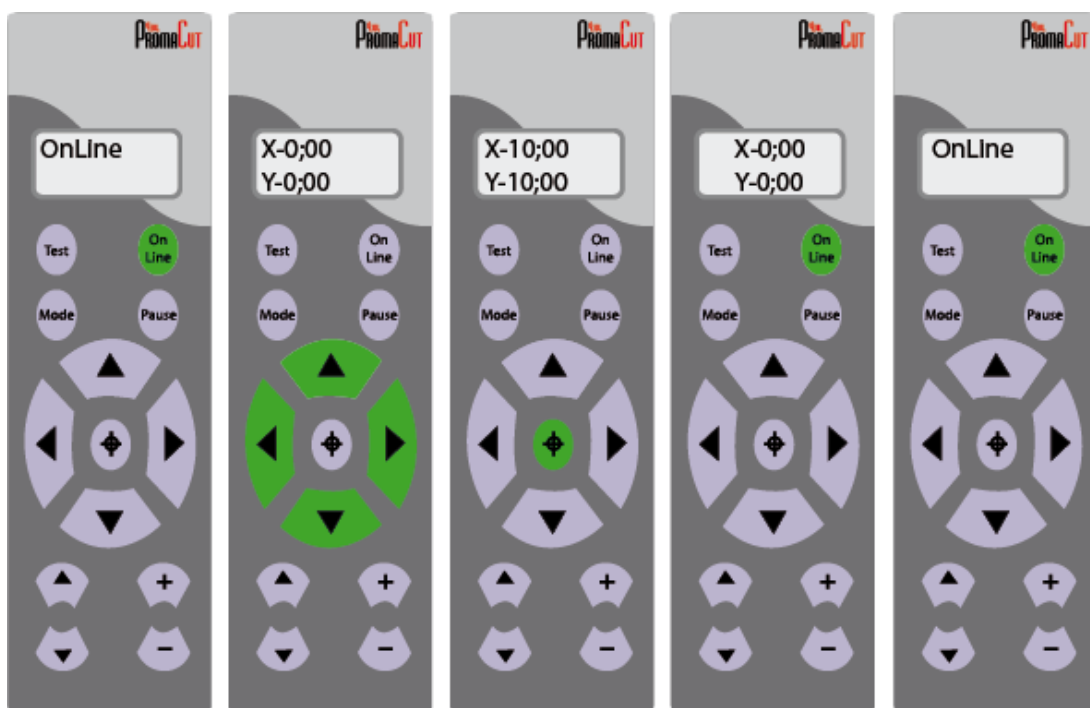 PROMACUT
OnLine
Test
On
Line
Mode
Pause
+
−
PROMACUT
X-0;00
Y-0;00
Test
On
Line
Mode
Pause
+
−
PROMACUT
X-10;00
Y-10;00
Test
On
Line
Mode
Pause
+
−
PROMACUT
X-0;00
Y-0;00
Test
On
Line
Mode
Pause
+
−
PROMACUT
OnLine
Test
On
Line
Mode
Pause
+
−